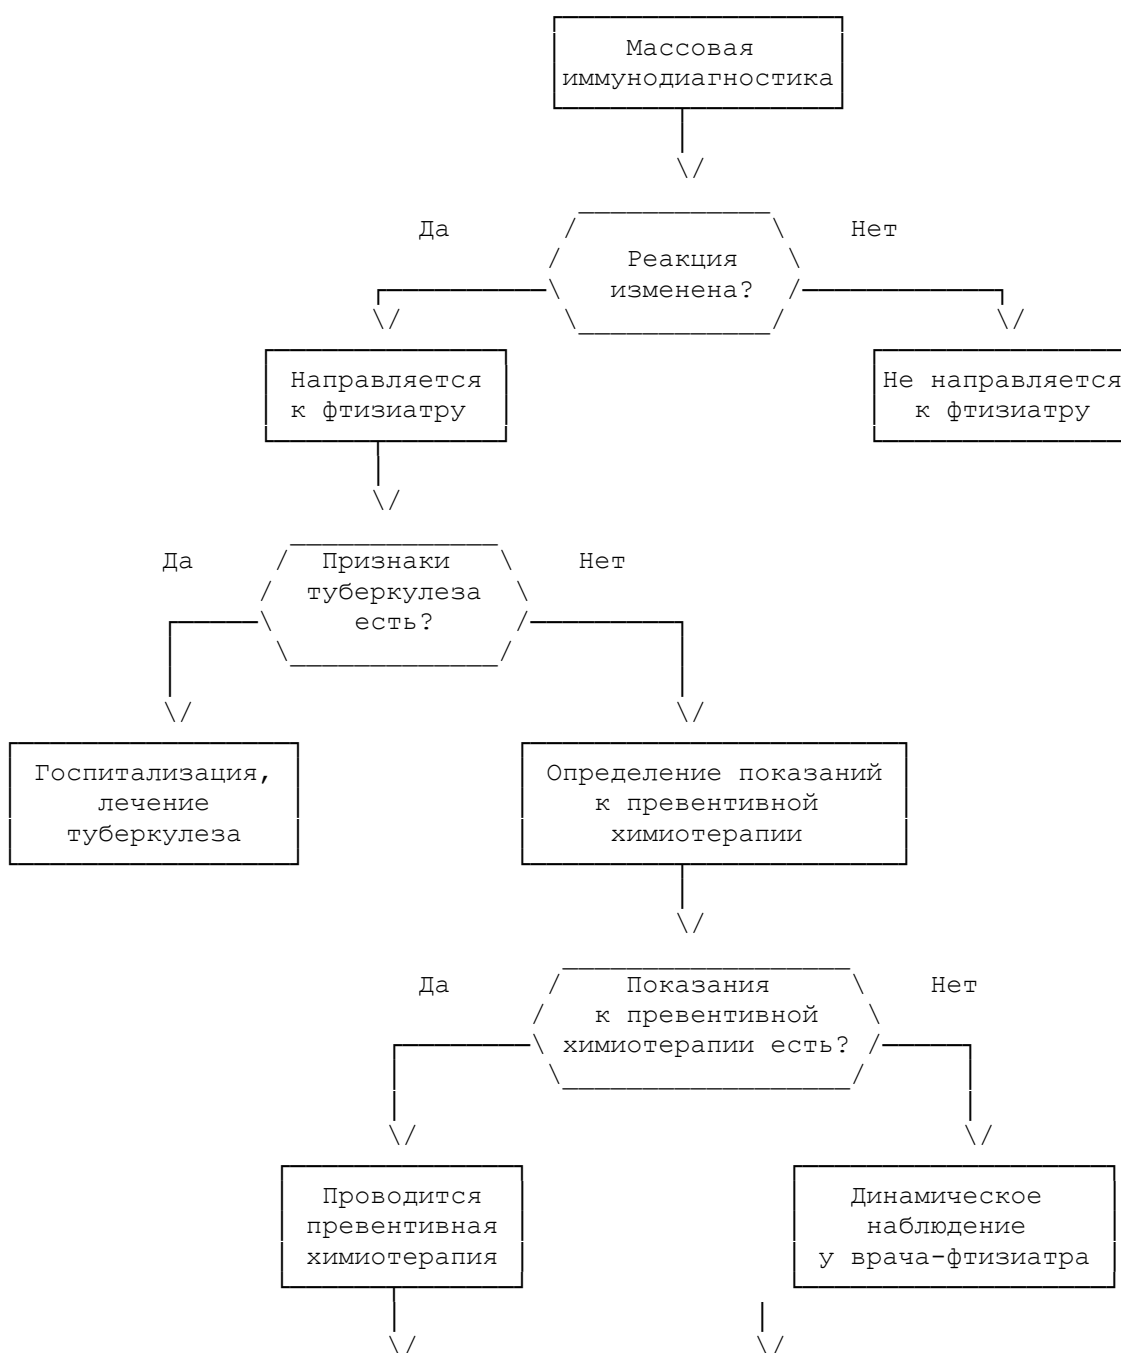 Массовая
иммунодиагностика
Да
Нет
Реакция
изменена?
Направляется
к фтизиатру
Не направляется
к фтизиатру
Да
Признаки
туберкулеза
есть?
Нет
Госпитализация,
лечение
туберкулеза
Определение показаний
к превентивной
химиотерапии
Да
Показания
к превентивной
химиотерапии есть?
Нет
Проводится
превентивная
химиотерапия
Динамическое
наблюдение
у врача-фтизиатра